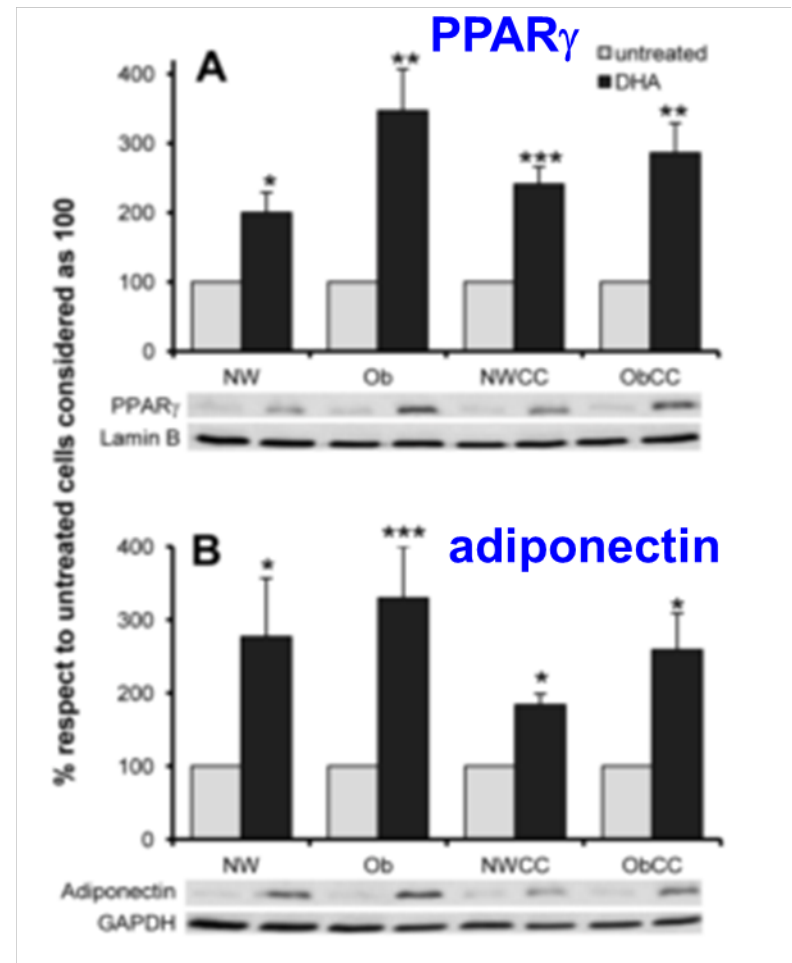 PPARγ
A
untreated
DHA
% respect to untreated cells considered as 100
400
300
200
100
0
**
*
***
**
NW Ob NWCC ObCC
PPARγ
Lamin B
B
adiponectin
400
300
200
100
0
*
***
*
*
NW Ob NWCC ObCC
Adiponectin
GAPDH